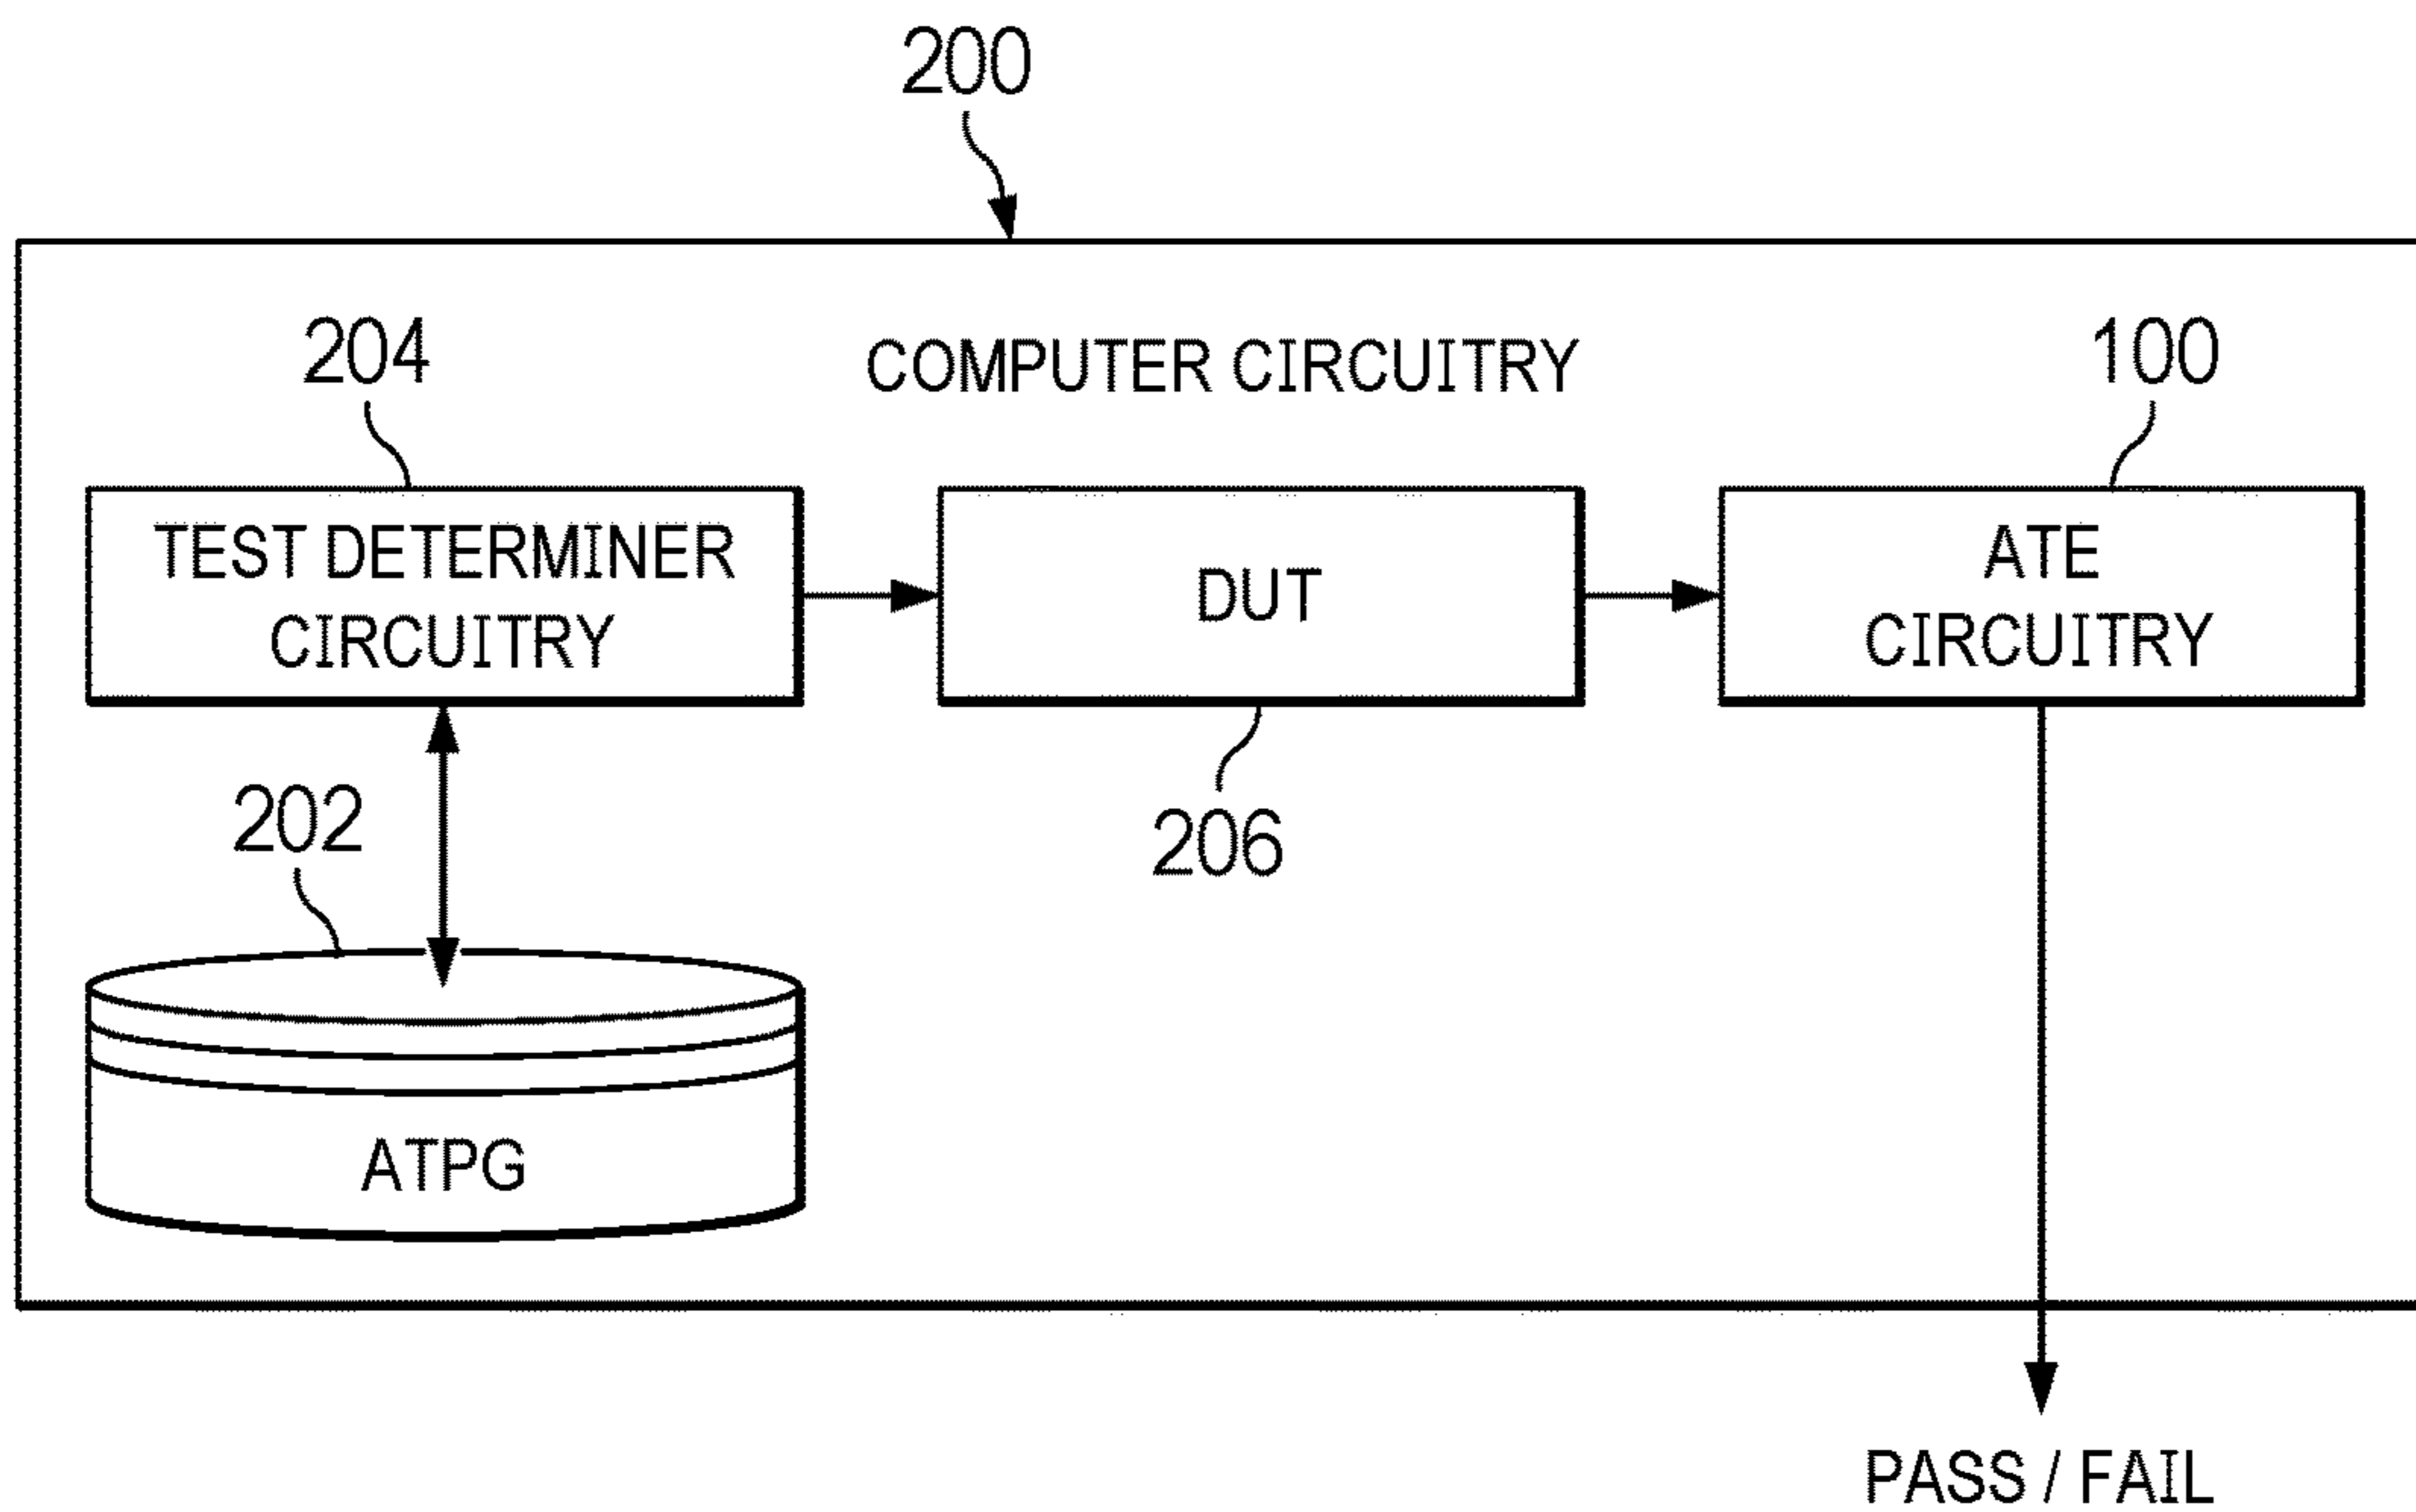 200
204
COMPUTER CIRCUITRY
100
TEST DETERMINER
CIRCUITRY
DUT
ATE
CIRCUITRY
202
206
ATPG
PASS / FAIL